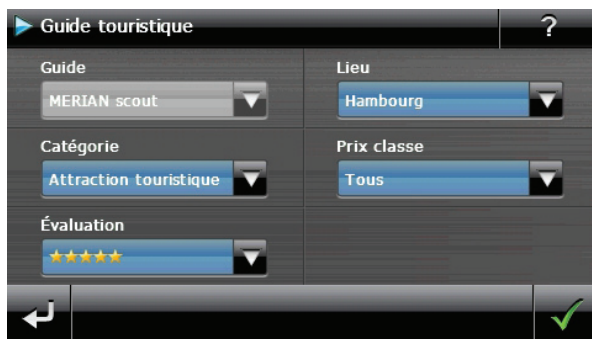 Guide touristique
?
Guide
Lieu
MERIAN scout
Hambourg
Catégorie
Prix classe
Attraction touristique
Tous
Évaluation